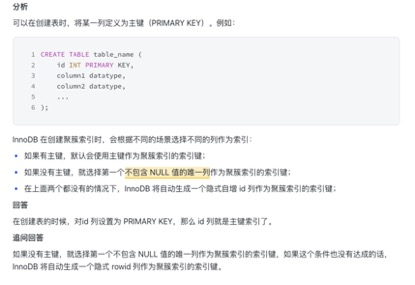 分析
可以在创建表时，将某一列定义为主键（PRIMARY KEY），例如：
1 CREATE TABLE table_name (
2 id INT PRIMARY KEY,
3 column1 datatype,
4 column2 datatype,
5 ...
6 );
InnoDB 在创建聚簇索引时，会根据不同的场景选择不同的列作为索引：
• 如果有主键，默认会使用主键作为聚簇索引的索引键；
• 如果没有主键，就选择第一个不包含 NULL 值的唯一列作为聚簇索引的索引键；
• 在上面两个都没有的情况下，InnoDB 将自动生成一个隐式自增 id 列作为聚簇索引的索引键；
回答
在创建表的时候，对id 列设置为 PRIMARY KEY，那么 id 列就是主键索引了。
追问回答
如果没有主键，就选择第一个不包含 NULL 值的唯一列作为聚簇索引的索引键，如果这个条件也没有达成的话，
InnoDB 将自动生成一个隐式 rowid 列作为聚簇索引的索引键。